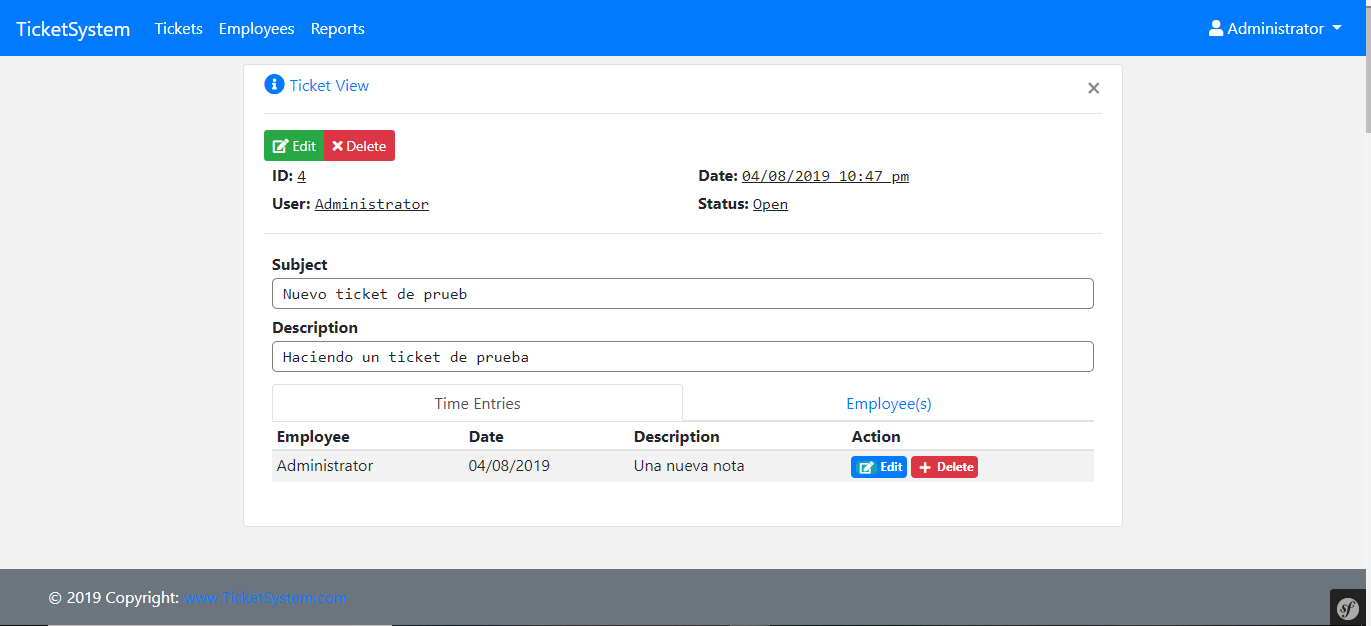 TicketSystem Tickets Employees Reports Administrator
Ticket View ×
Edit Delete
ID: 4 Date: 04/08/2019 10:47 pm
User: Administrator Status: Open
Subject
Nuevo ticket de prueb
Description
Haciendo un ticket de prueba
Time Entries Employee(s)
Employee Date Description Action
Administrator 04/08/2019 Una nueva nota Edit Delete
© 2019 Copyright: www.TicketSystem.com
sf